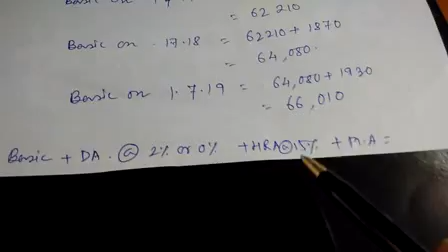 = 62 210
Basic on 1.7.18 = 62210 + 1870
= 64,080.
Basic on 1.7.19 = 64,080 + 1930
= 66,010
Basic + DA. @ 2% or 0% + HRA @ 15% + M.A =